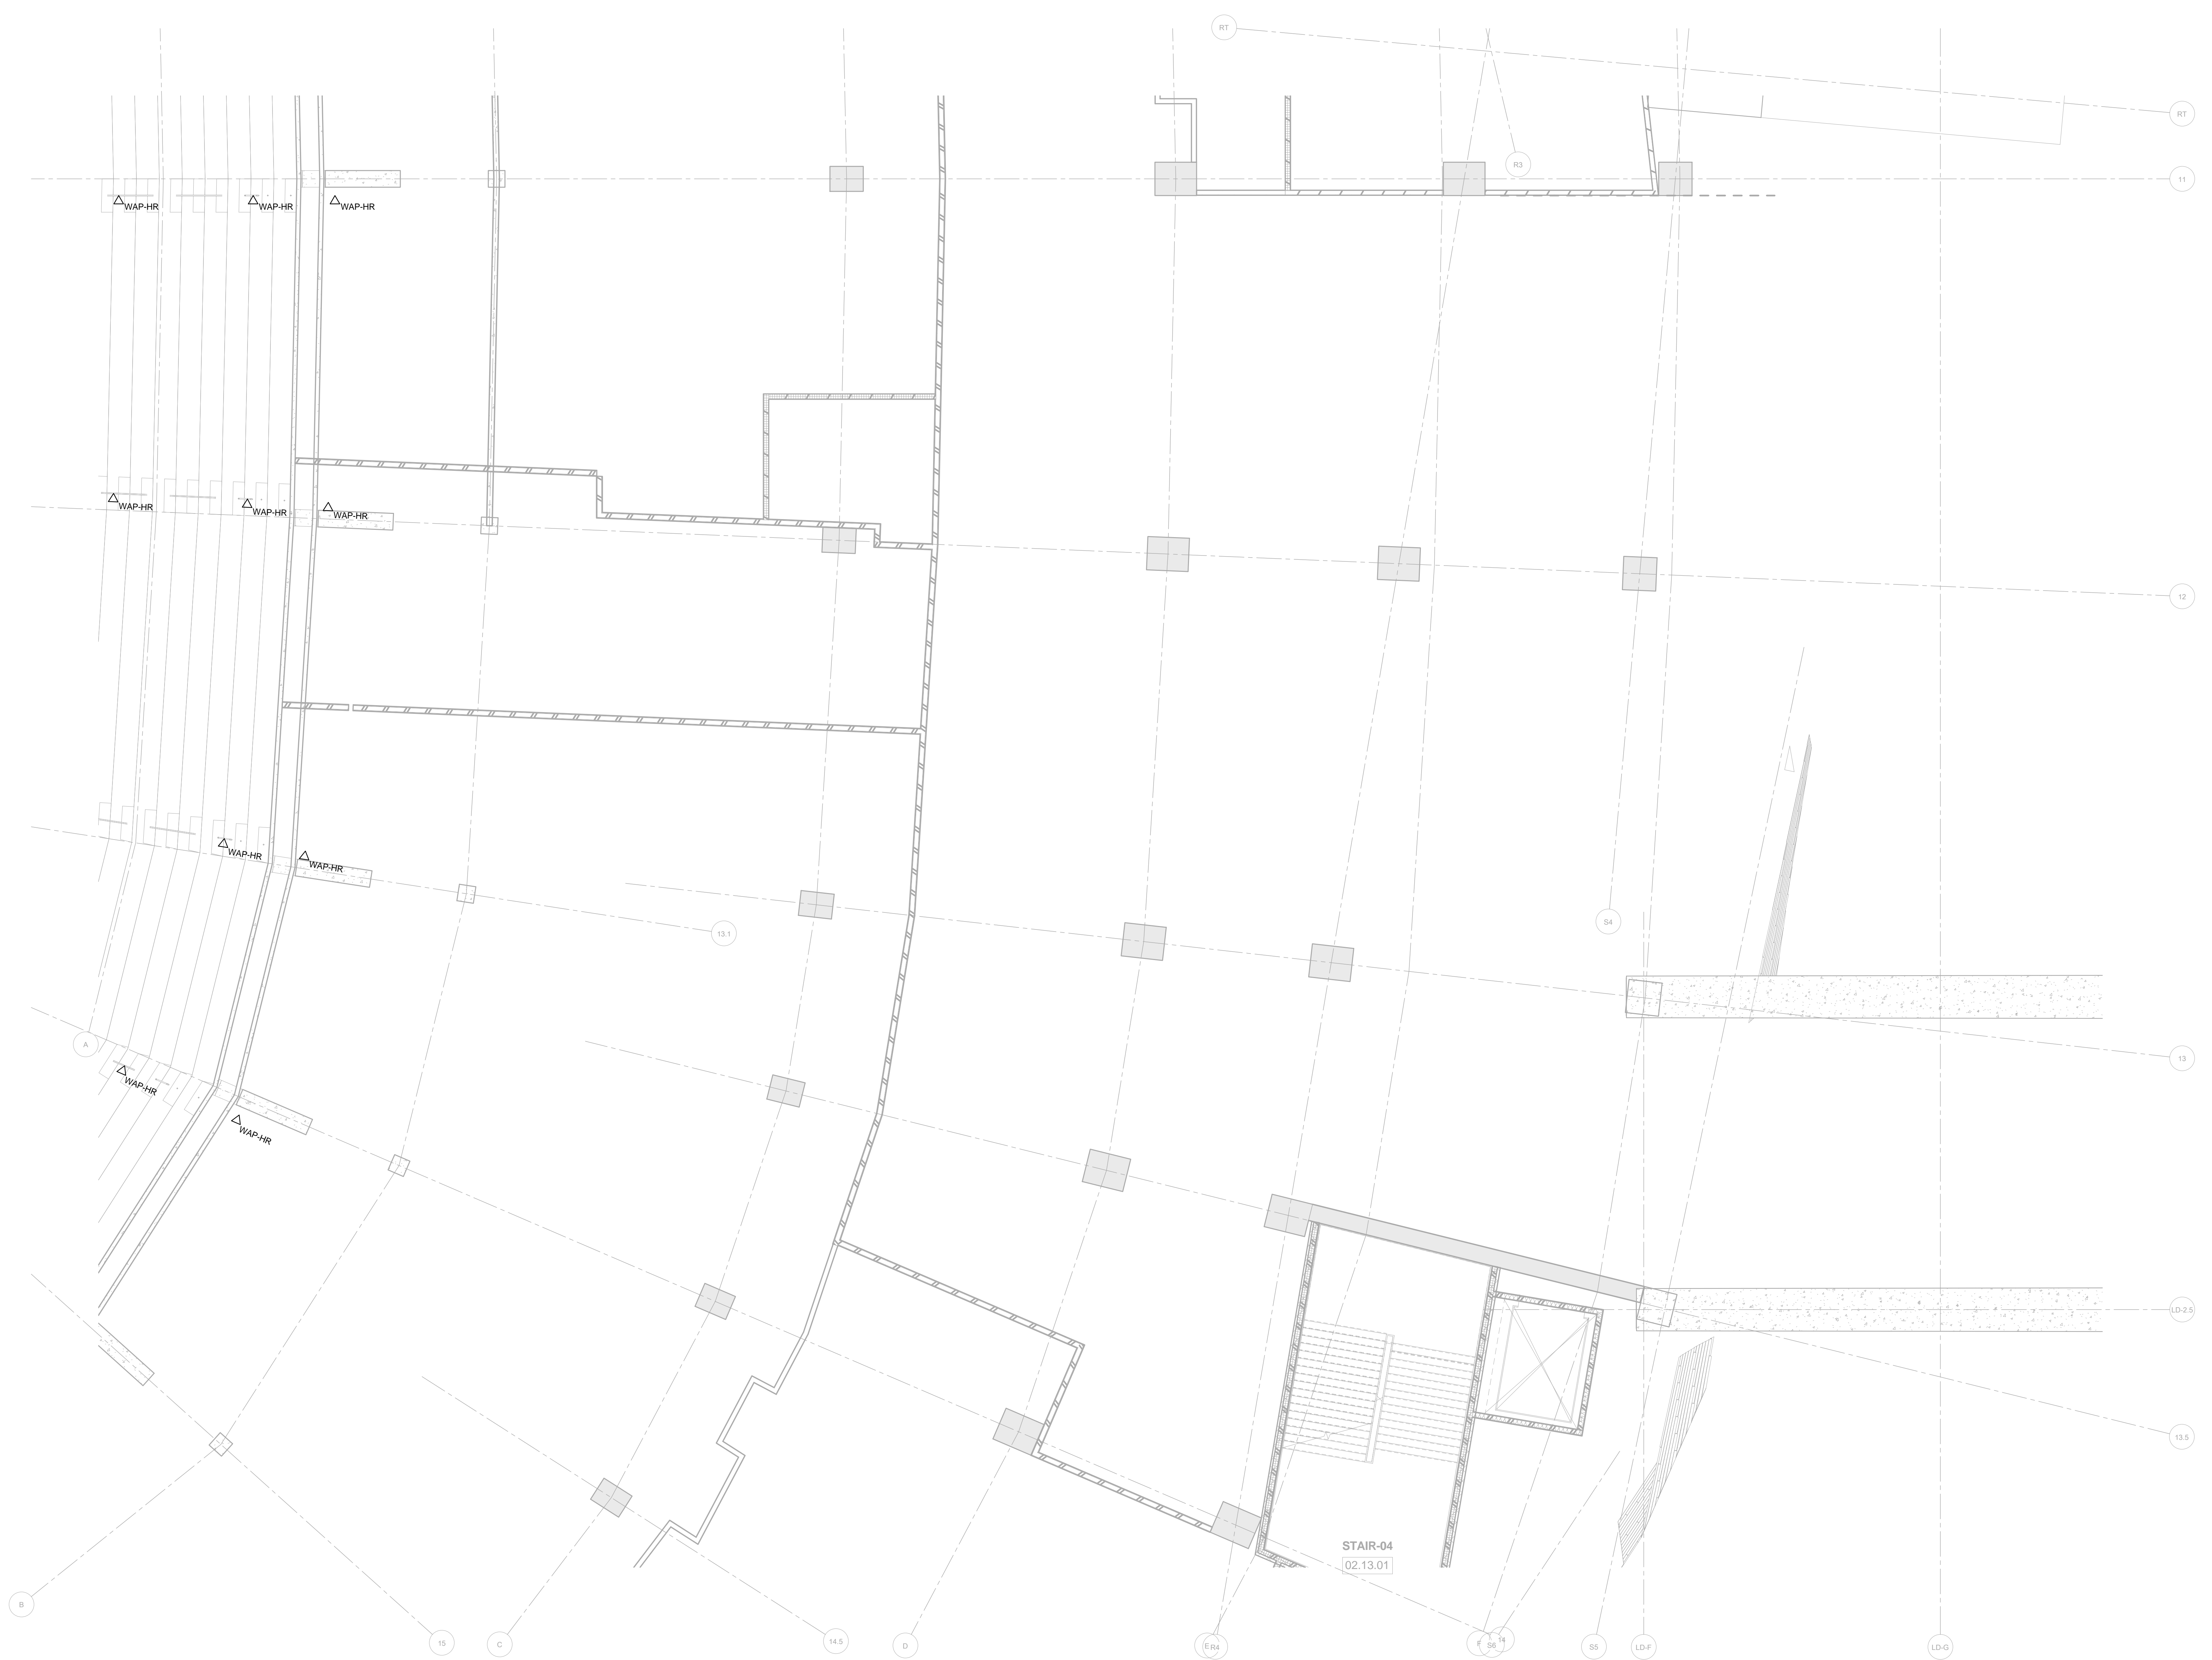 RT
RT
R3
11
WAP-HR
WAP-HR
WAP-HR
WAP-HR
WAP-HR
WAP-HR
12
WAP-HR
WAP-HR
S4
13.1
A
13
WAP-HR
WAP-HR
LD-2.5
13.5
STAIR-04
02.13.01
B
15
C
14.5
D
E
R4
F
S6
14
S5
LD-F
LD-G